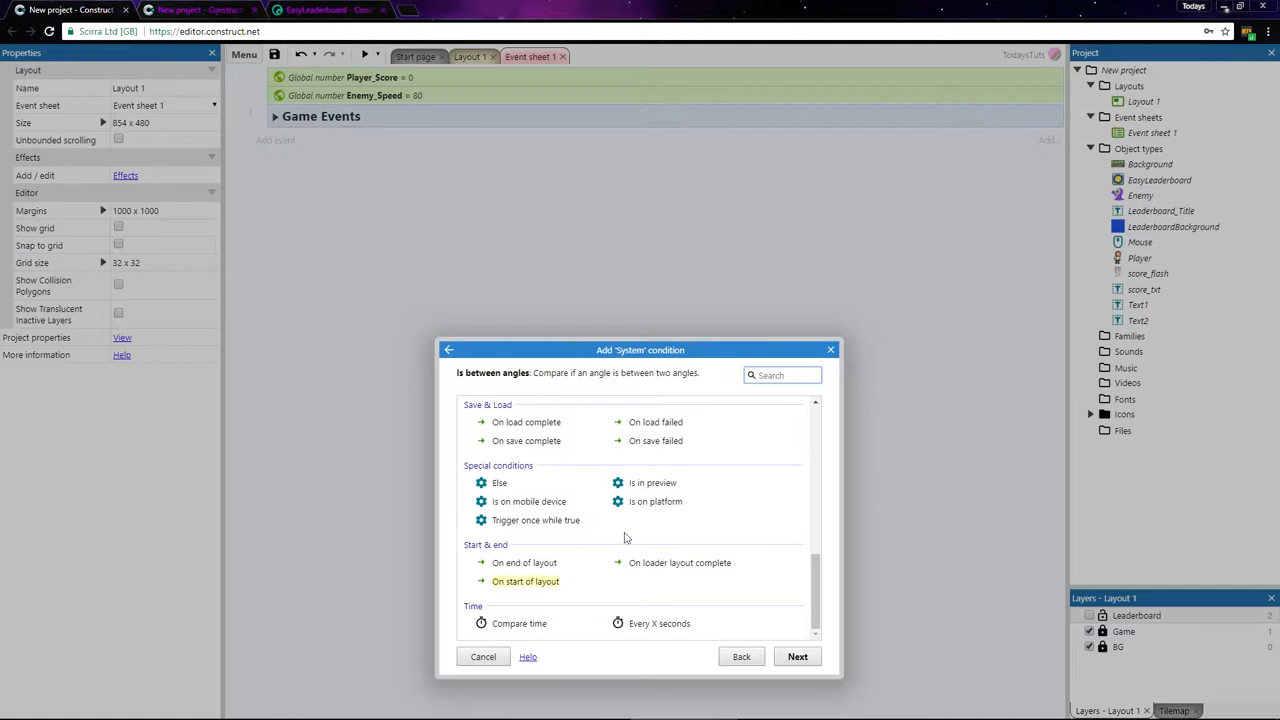 New project - Construct
New project - Construct
EasyLeaderboard - Cons
Todays
Scirra Ltd [GB]
https://editor.construct.net
Properties
Layout
Name
Layout 1
Event sheet
Event sheet 1
Size
854 x 480
Unbounded scrolling
Effects
Add / edit
Effects
Editor
Margins
1000 x 1000
Show grid
Snap to grid
Grid size
32 x 32
Show Collision
Polygons
Show Translucent
Inactive Layers
Project properties
View
More information
Help
Menu
Start page
Layout 1
Event sheet 1
TodaysTuts
Global number Player_Score = 0
Global number Enemy_Speed = 80
1
Game Events
Add event
Add...
Add 'System' condition
Is between angles: Compare if an angle is between two angles.
Search
Save & Load
On load complete
On load failed
On save complete
On save failed
Special conditions
Else
Is in preview
Is on mobile device
Is on platform
Trigger once while true
Start & end
On end of layout
On loader layout complete
On start of layout
Time
Compare time
Every X seconds
Cancel
Help
Back
Next
Project
New project
Layouts
Layout 1
Event sheets
Event sheet 1
Object types
Background
EasyLeaderboard
Enemy
Leaderboard_Title
LeaderboardBackground
Mouse
Player
score_flash
score_txt
Text1
Text2
Families
Sounds
Music
Videos
Fonts
Icons
Files
Layers - Layout 1
Leaderboard
2
Game
1
BG
0
Layers - Layout 1
Tilemap